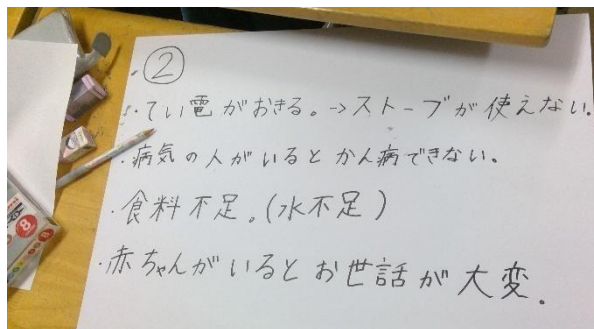 ・②
・てい電がおきる。→ストーブが使えない.
・病気の人がいるとかん病できない。
・食料不足。(水不足)
・赤ちゃんがいるとお世話が大変.
8